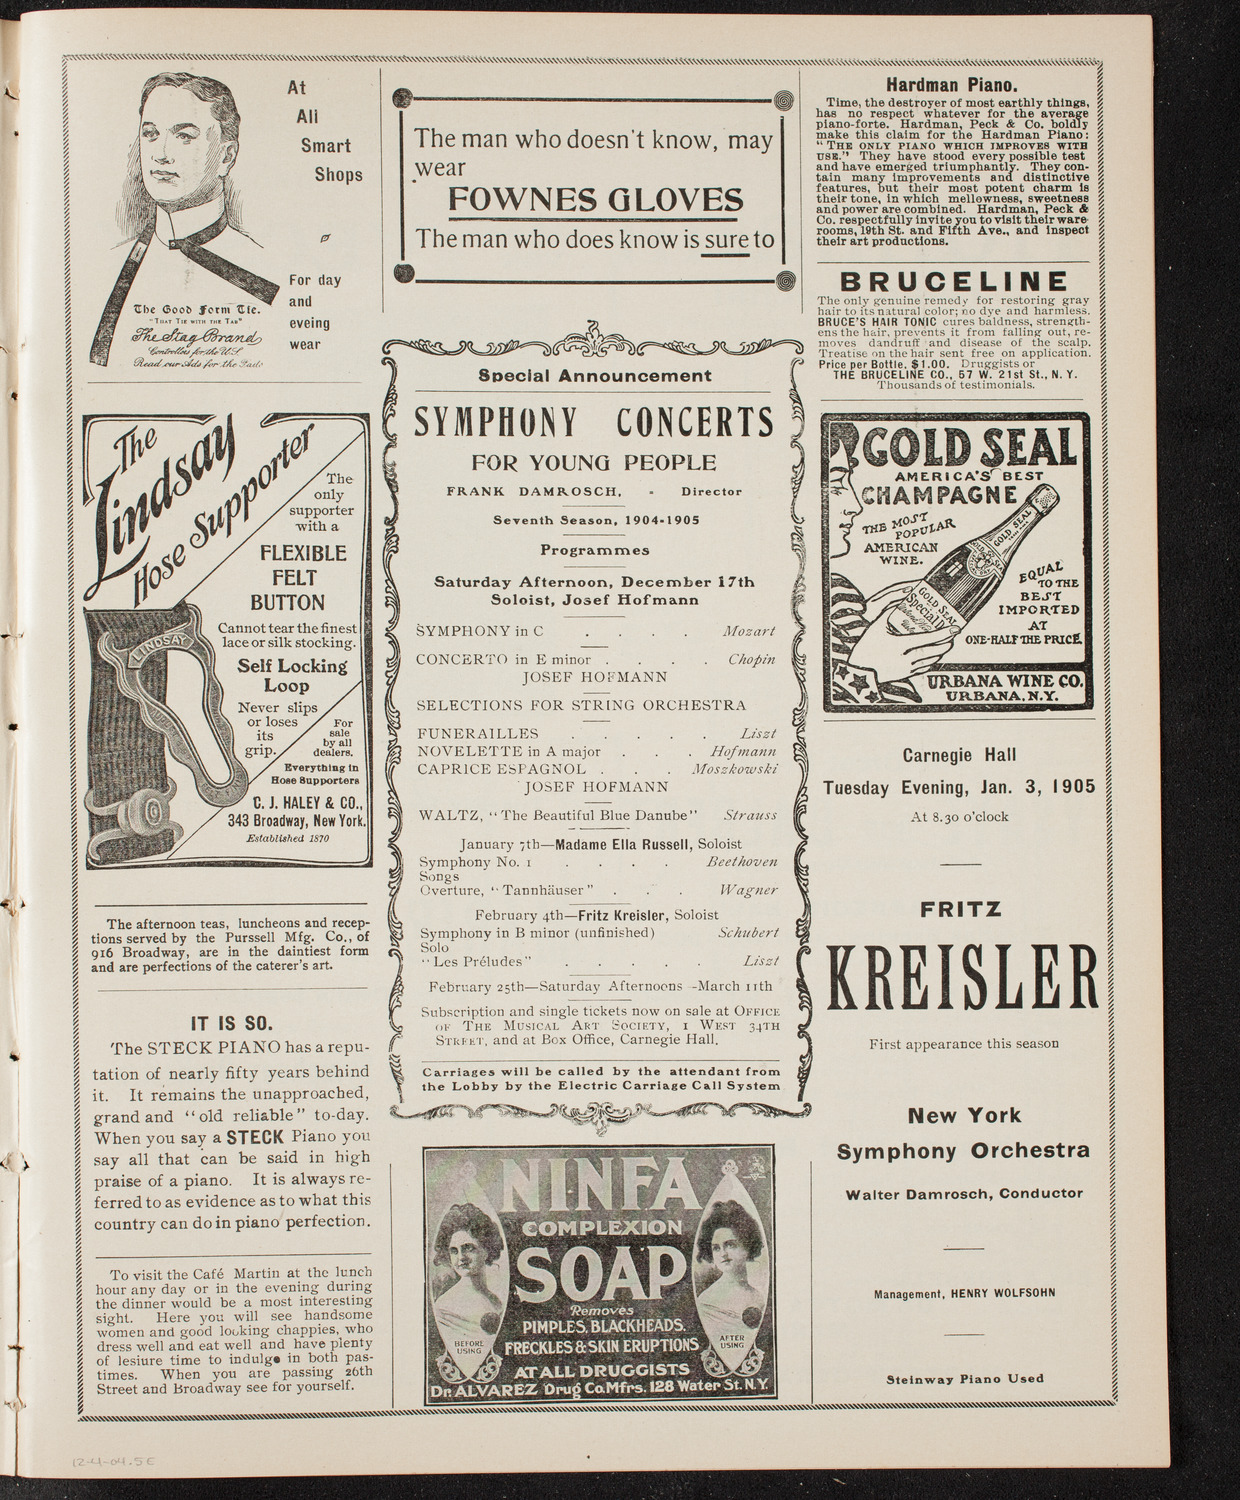 At
All
Smart
Shops
For day
and
eveing
wear
The Good Form Tie.
"THAT TIE WITH THE TAB"
The Stag Brand
Controllers for the U.S.
Read our Ads for the Fads
The
Lindsay
Hose Supporter
The
only
supporter
with a
FLEXIBLE
FELT
BUTTON
Cannot tear the finest
lace or silk stocking.
Self Locking
Loop
Never slips
or loses
its
grip.
For
sale
by all
dealers.
Everything in
Hose Supporters
C. J. HALEY & CO.,
343 Broadway, New York.
Established 1870
LINDSAY
The afternoon teas, luncheons and recep-
tions served by the Purssell Mfg. Co., of
916 Broadway, are in the daintiest form
and are perfections of the caterer's art.
IT IS SO.
The STECK PIANO has a repu-
tation of nearly fifty years behind
it. It remains the unapproached,
grand and "old reliable" to-day.
When you say a STECK Piano you
say all that can be said in high
praise of a piano. It is always re-
ferred to as evidence as to what this
country can do in piano perfection.
To visit the Café Martin at the lunch
hour any day or in the evening during
the dinner would be a most interesting
sight. Here you will see handsome
women and good looking chappies, who
dress well and eat well and have plenty
of lesiure time to indulge in both pas-
times. When you are passing 26th
Street and Broadway see for yourself.
The man who doesn't know, may
wear
FOWNES GLOVES
The man who does know is sure to
Special Announcement
SYMPHONY CONCERTS
FOR YOUNG PEOPLE
FRANK DAMROSCH, - Director
Seventh Season, 1904-1905
Programmes
Saturday Afternoon, December 17th
Soloist, Josef Hofmann
SYMPHONY in C . . . . Mozart
CONCERTO in E minor . . . . Chopin
JOSEF HOFMANN
SELECTIONS FOR STRING ORCHESTRA
FUNERAILLES . . . . . Liszt
NOVELETTE in A major . . . Hofmann
CAPRICE ESPAGNOL . . . Moszkowski
JOSEF HOFMANN
WALTZ, "The Beautiful Blue Danube" Strauss
January 7th—Madame Ella Russell, Soloist
Symphony No. 1 . . . . Beethoven
Songs
Overture, "Tannhäuser" . . . Wagner
February 4th—Fritz Kreisler, Soloist
Symphony in B minor (unfinished) Schubert
Solo
"Les Préludes" . . . . . Liszt
February 25th—Saturday Afternoons—March 11th
Subscription and single tickets now on sale at OFFICE
OF THE MUSICAL ART SOCIETY, 1 WEST 34TH
STREET, and at Box Office, Carnegie Hall.
Carriages will be called by the attendant from
the Lobby by the Electric Carriage Call System
NINFA
COMPLEXION
SOAP
Removes
PIMPLES, BLACKHEADS,
FRECKLES & SKIN ERUPTIONS
BEFORE
USING
AFTER
USING
AT ALL DRUGGISTS
Dr. ALVAREZ Drug Co. Mfrs. 128 Water St. N.Y.
Hardman Piano.
Time, the destroyer of most earthly things,
has no respect whatever for the average
piano-forte. Hardman, Peck & Co. boldly
make this claim for the Hardman Piano:
"THE ONLY PIANO WHICH IMPROVES WITH
USE." They have stood every possible test
and have emerged triumphantly. They con-
tain many improvements and distinctive
features, but their most potent charm is
their tone, in which mellowness, sweetness
and power are combined. Hardman, Peck &
Co. respectfully invite you to visit their ware-
rooms, 19th St. and Fifth Ave., and inspect
their art productions.
BRUCELINE
The only genuine remedy for restoring gray
hair to its natural color; no dye and harmless.
BRUCE'S HAIR TONIC cures baldness, strength-
ens the hair, prevents it from falling out, re-
moves dandruff and disease of the scalp.
Treatise on the hair sent free on application.
Price per Bottle, $1.00. Druggists or
THE BRUCELINE CO., 57 W. 21st St., N. Y.
Thousands of testimonials.
GOLD SEAL
AMERICA'S BEST
CHAMPAGNE
THE MOST
POPULAR
AMERICAN
WINE.
GOLD SEAL
GOLD SEAL
Special
EQUAL
TO THE
BEST
IMPORTED
AT
ONE-HALF THE PRICE.
URBANA WINE CO.
URBANA, N.Y.
Carnegie Hall
Tuesday Evening, Jan. 3, 1905
At 8.30 o'clock
FRITZ
KREISLER
First appearance this season
New York
Symphony Orchestra
Walter Damrosch, Conductor
Management, HENRY WOLFSOHN
Steinway Piano Used
12-4-04.5E